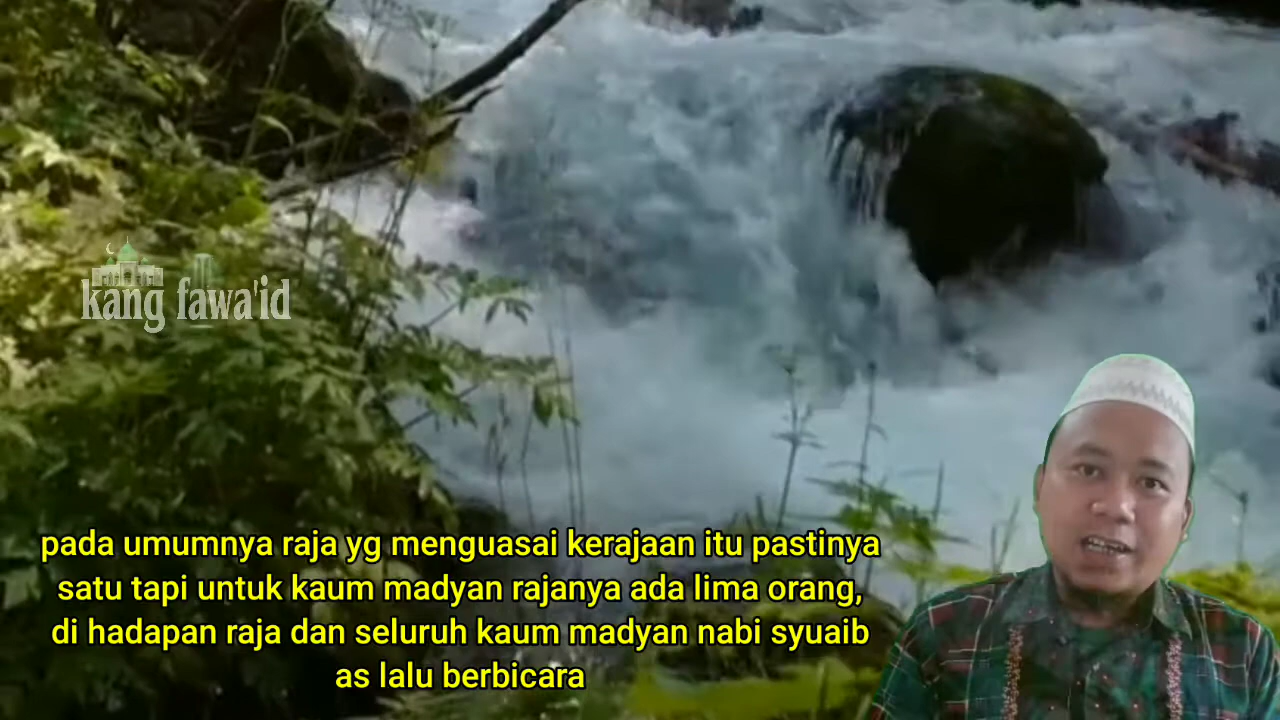 kang fawa'id
pada umumnya raja yg menguasai kerajaan itu pastinya
satu tapi untuk kaum madyan rajanya ada lima orang,
di hadapan raja dan seluruh kaum madyan nabi syuaib
as lalu berbicara